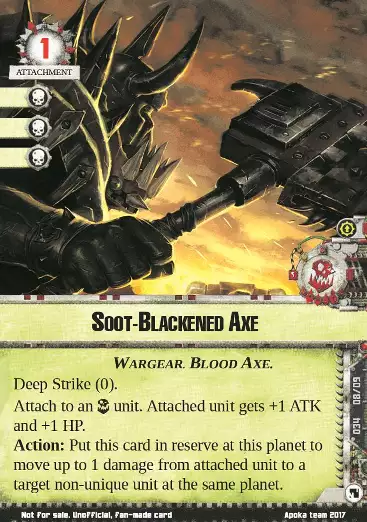 1
ATTACHMENT
SOOT-BLACKENED AXE
WARGEAR. BLOOD AXE.
Deep Strike (0).
Attach to an unit. Attached unit gets +1 ATK
and +1 HP.
Action: Put this card in reserve at this planet to
move up to 1 damage from attached unit to a
target non-unique unit at the same planet.
Not for sale. Unofficial, fan-made card
Apoka team 2017
034
09/80